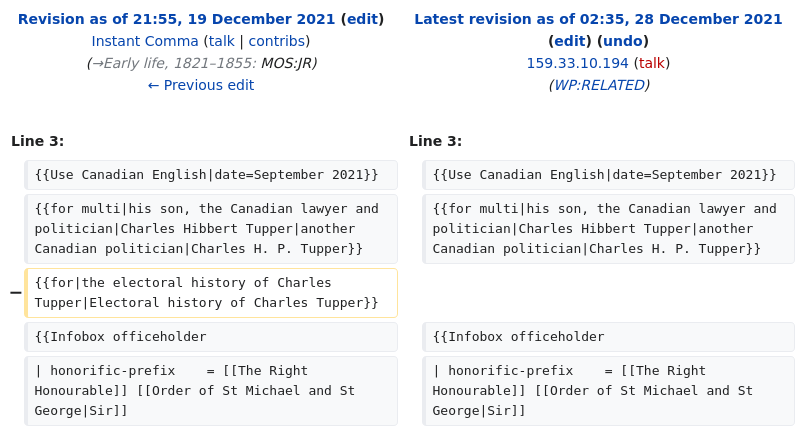 Revision as of 21:55, 19 December 2021 (edit)
Instant Comma (talk | contribs)
(→Early life, 1821–1855: MOS:JR)
← Previous edit
Latest revision as of 02:35, 28 December 2021
(edit) (undo)
159.33.10.194 (talk)
(WP:RELATED)
Line 3:
Line 3:
{{Use Canadian English|date=September 2021}}
{{Use Canadian English|date=September 2021}}
{{for multi|his son, the Canadian lawyer and
politician|Charles Hibbert Tupper|another
Canadian politician|Charles H. P. Tupper}}
{{for multi|his son, the Canadian lawyer and
politician|Charles Hibbert Tupper|another
Canadian politician|Charles H. P. Tupper}}
− {{for|the electoral history of Charles
Tupper|Electoral history of Charles Tupper}}
{{Infobox officeholder
{{Infobox officeholder
| honorific-prefix    = [[The Right
Honourable]] [[Order of St Michael and St
George|Sir]]
| honorific-prefix    = [[The Right
Honourable]] [[Order of St Michael and St
George|Sir]]